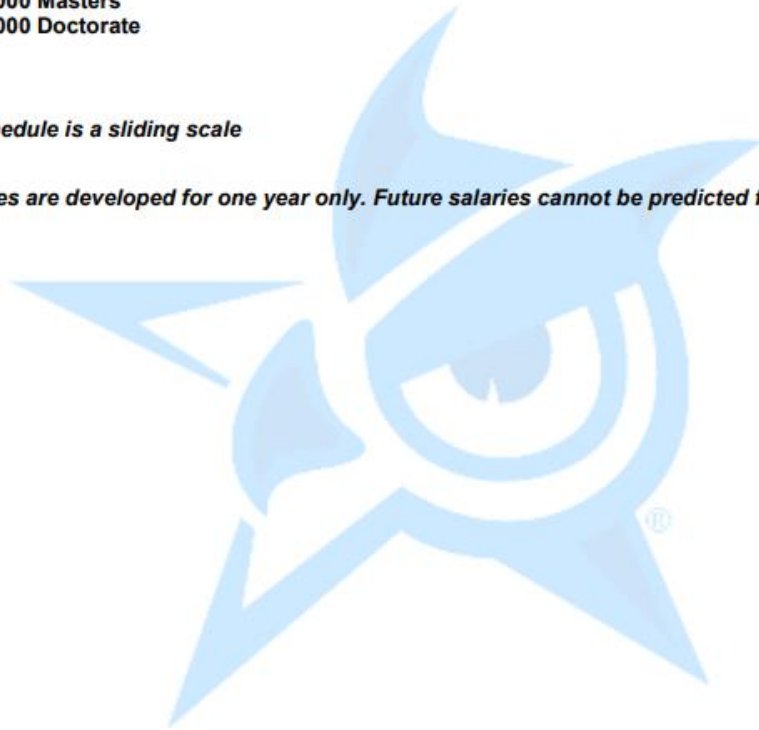 000 Masters
000 Doctorate
edule is a sliding scale
es are developed for one year only. Future salaries cannot be predicted f
®